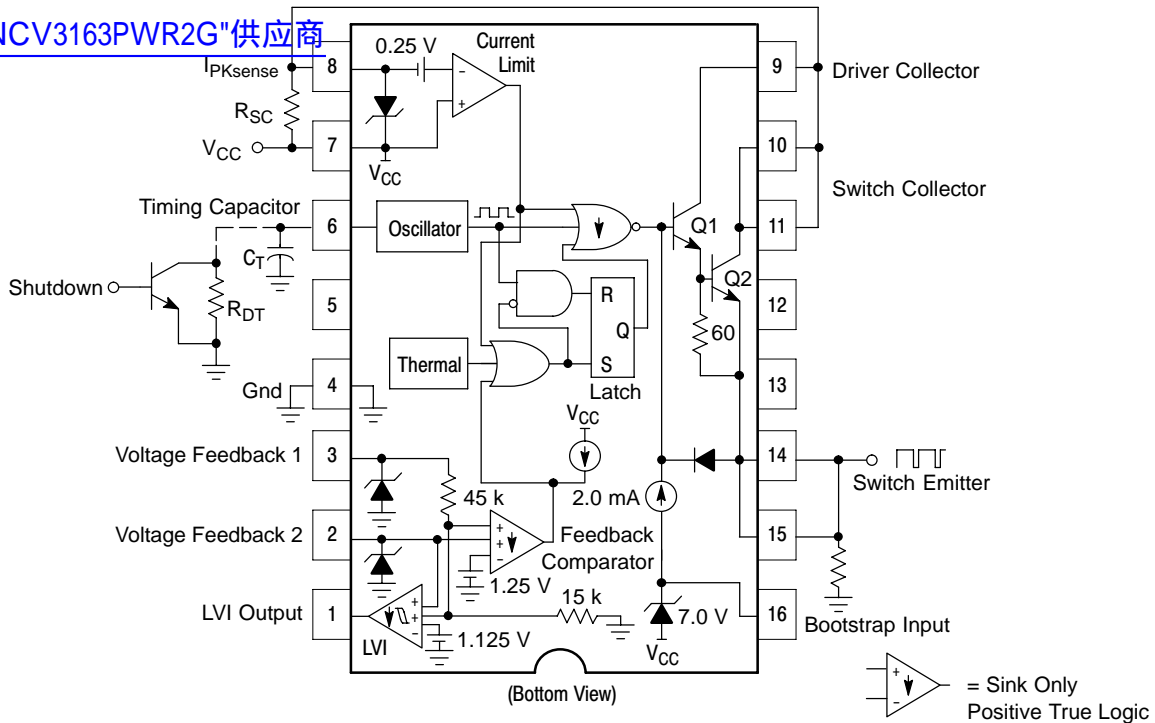 NCV3163PWR2G"供应商
0.25 V
Current
Limit
IPKsense
8
RSC
VCC
7
VCC
Timing Capacitor
6
Oscillator
CT
Shutdown
RDT
5
Gnd
4
Thermal
R
Q
S
Latch
VCC
Voltage Feedback 1
3
45 k
2.0 mA
Voltage Feedback 2
2
Feedback
Comparator
1.25 V
15 k
LVI Output
1
LVI
1.125 V
7.0 V
VCC
(Bottom View)
9
Driver Collector
10
Switch Collector
11
Q1
Q2
60
12
13
14
Switch Emitter
15
16
Bootstrap Input
= Sink Only
Positive True Logic